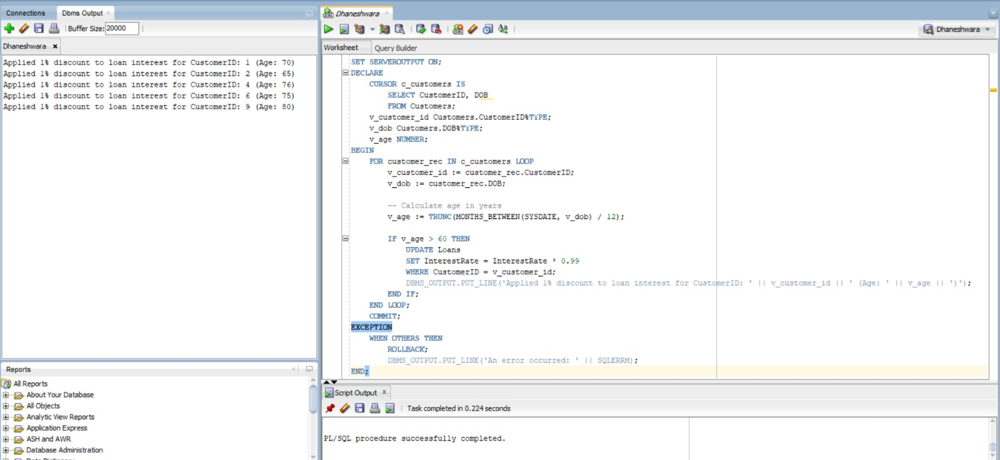 Connections
Dbms Output
Buffer Size: 20000
Dhaneshwara
Applied 1% discount to loan interest for CustomerID: 1 (Age: 70)
Applied 1% discount to loan interest for CustomerID: 2 (Age: 65)
Applied 1% discount to loan interest for CustomerID: 4 (Age: 76)
Applied 1% discount to loan interest for CustomerID: 6 (Age: 75)
Applied 1% discount to loan interest for CustomerID: 9 (Age: 80)
Reports
All Reports
About Your Database
All Objects
Analytic View Reports
Application Express
ASH and AWR
Database Administration
Dhaneshwara
Dhaneshwara
Worksheet
Query Builder
SET SERVEROUTPUT ON;
DECLARE
CURSOR c_customers IS
SELECT CustomerID, DOB
FROM Customers;
v_customer_id Customers.CustomerID%TYPE;
v_dob Customers.DOB%TYPE;
v_age NUMBER;
BEGIN
FOR customer_rec IN c_customers LOOP
v_customer_id := customer_rec.CustomerID;
v_dob := customer_rec.DOB;
-- Calculate age in years
v_age := TRUNC(MONTHS_BETWEEN(SYSDATE, v_dob) / 12);
IF v_age > 60 THEN
UPDATE Loans
SET InterestRate = InterestRate * 0.99
WHERE CustomerID = v_customer_id;
DBMS_OUTPUT.PUT_LINE('Applied 1% discount to loan interest for CustomerID: ' || v_customer_id || ' (Age: ' || v_age || ')');
END IF;
END LOOP;
COMMIT;
EXCEPTION
WHEN OTHERS THEN
ROLLBACK;
DBMS_OUTPUT.PUT_LINE('An error occurred: ' || SQLERRM);
END;
Script Output
Task completed in 0.224 seconds
PL/SQL procedure successfully completed.